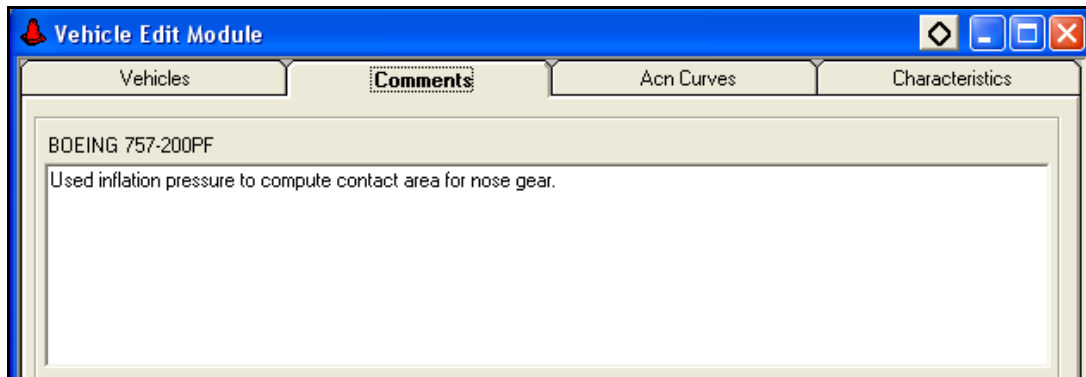 Vehicle Edit Module
Vehicles Comments Acn Curves Characteristics
BOEING 757-200PF
Used inflation pressure to compute contact area for nose gear.